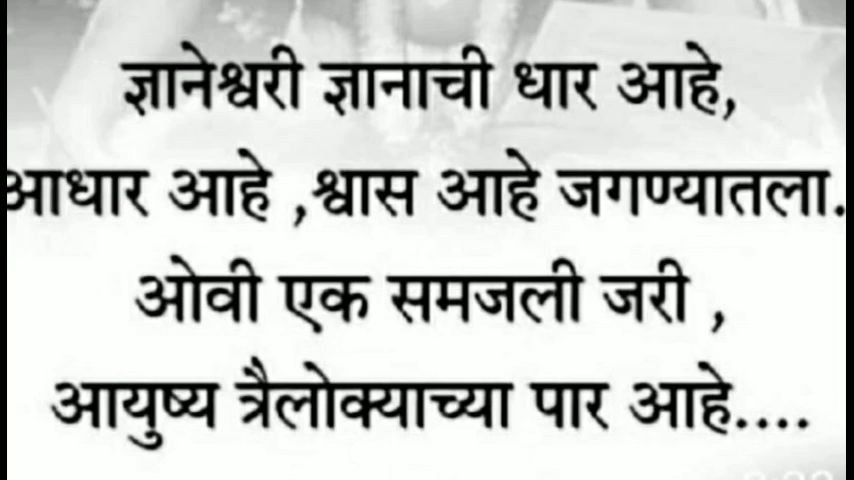 ज्ञानेश्वरी ज्ञानाची धार आहे,
आधार आहे ,श्वास आहे जगण्यातला.
ओवी एक समजली जरी ,
आयुष्य त्रैलोक्याच्या पार आहे....